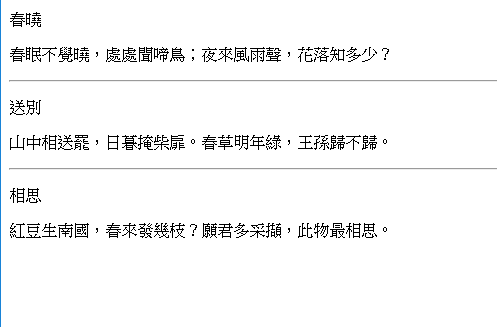 春曉
春眠不覺曉，處處聞啼鳥；夜來風雨聲，花落知多少？
送別
山中相送罷，日暮掩柴扉。春草明年綠，王孫歸不歸。
相思
紅豆生南國，春來發幾枝？願君多采擷，此物最相思。